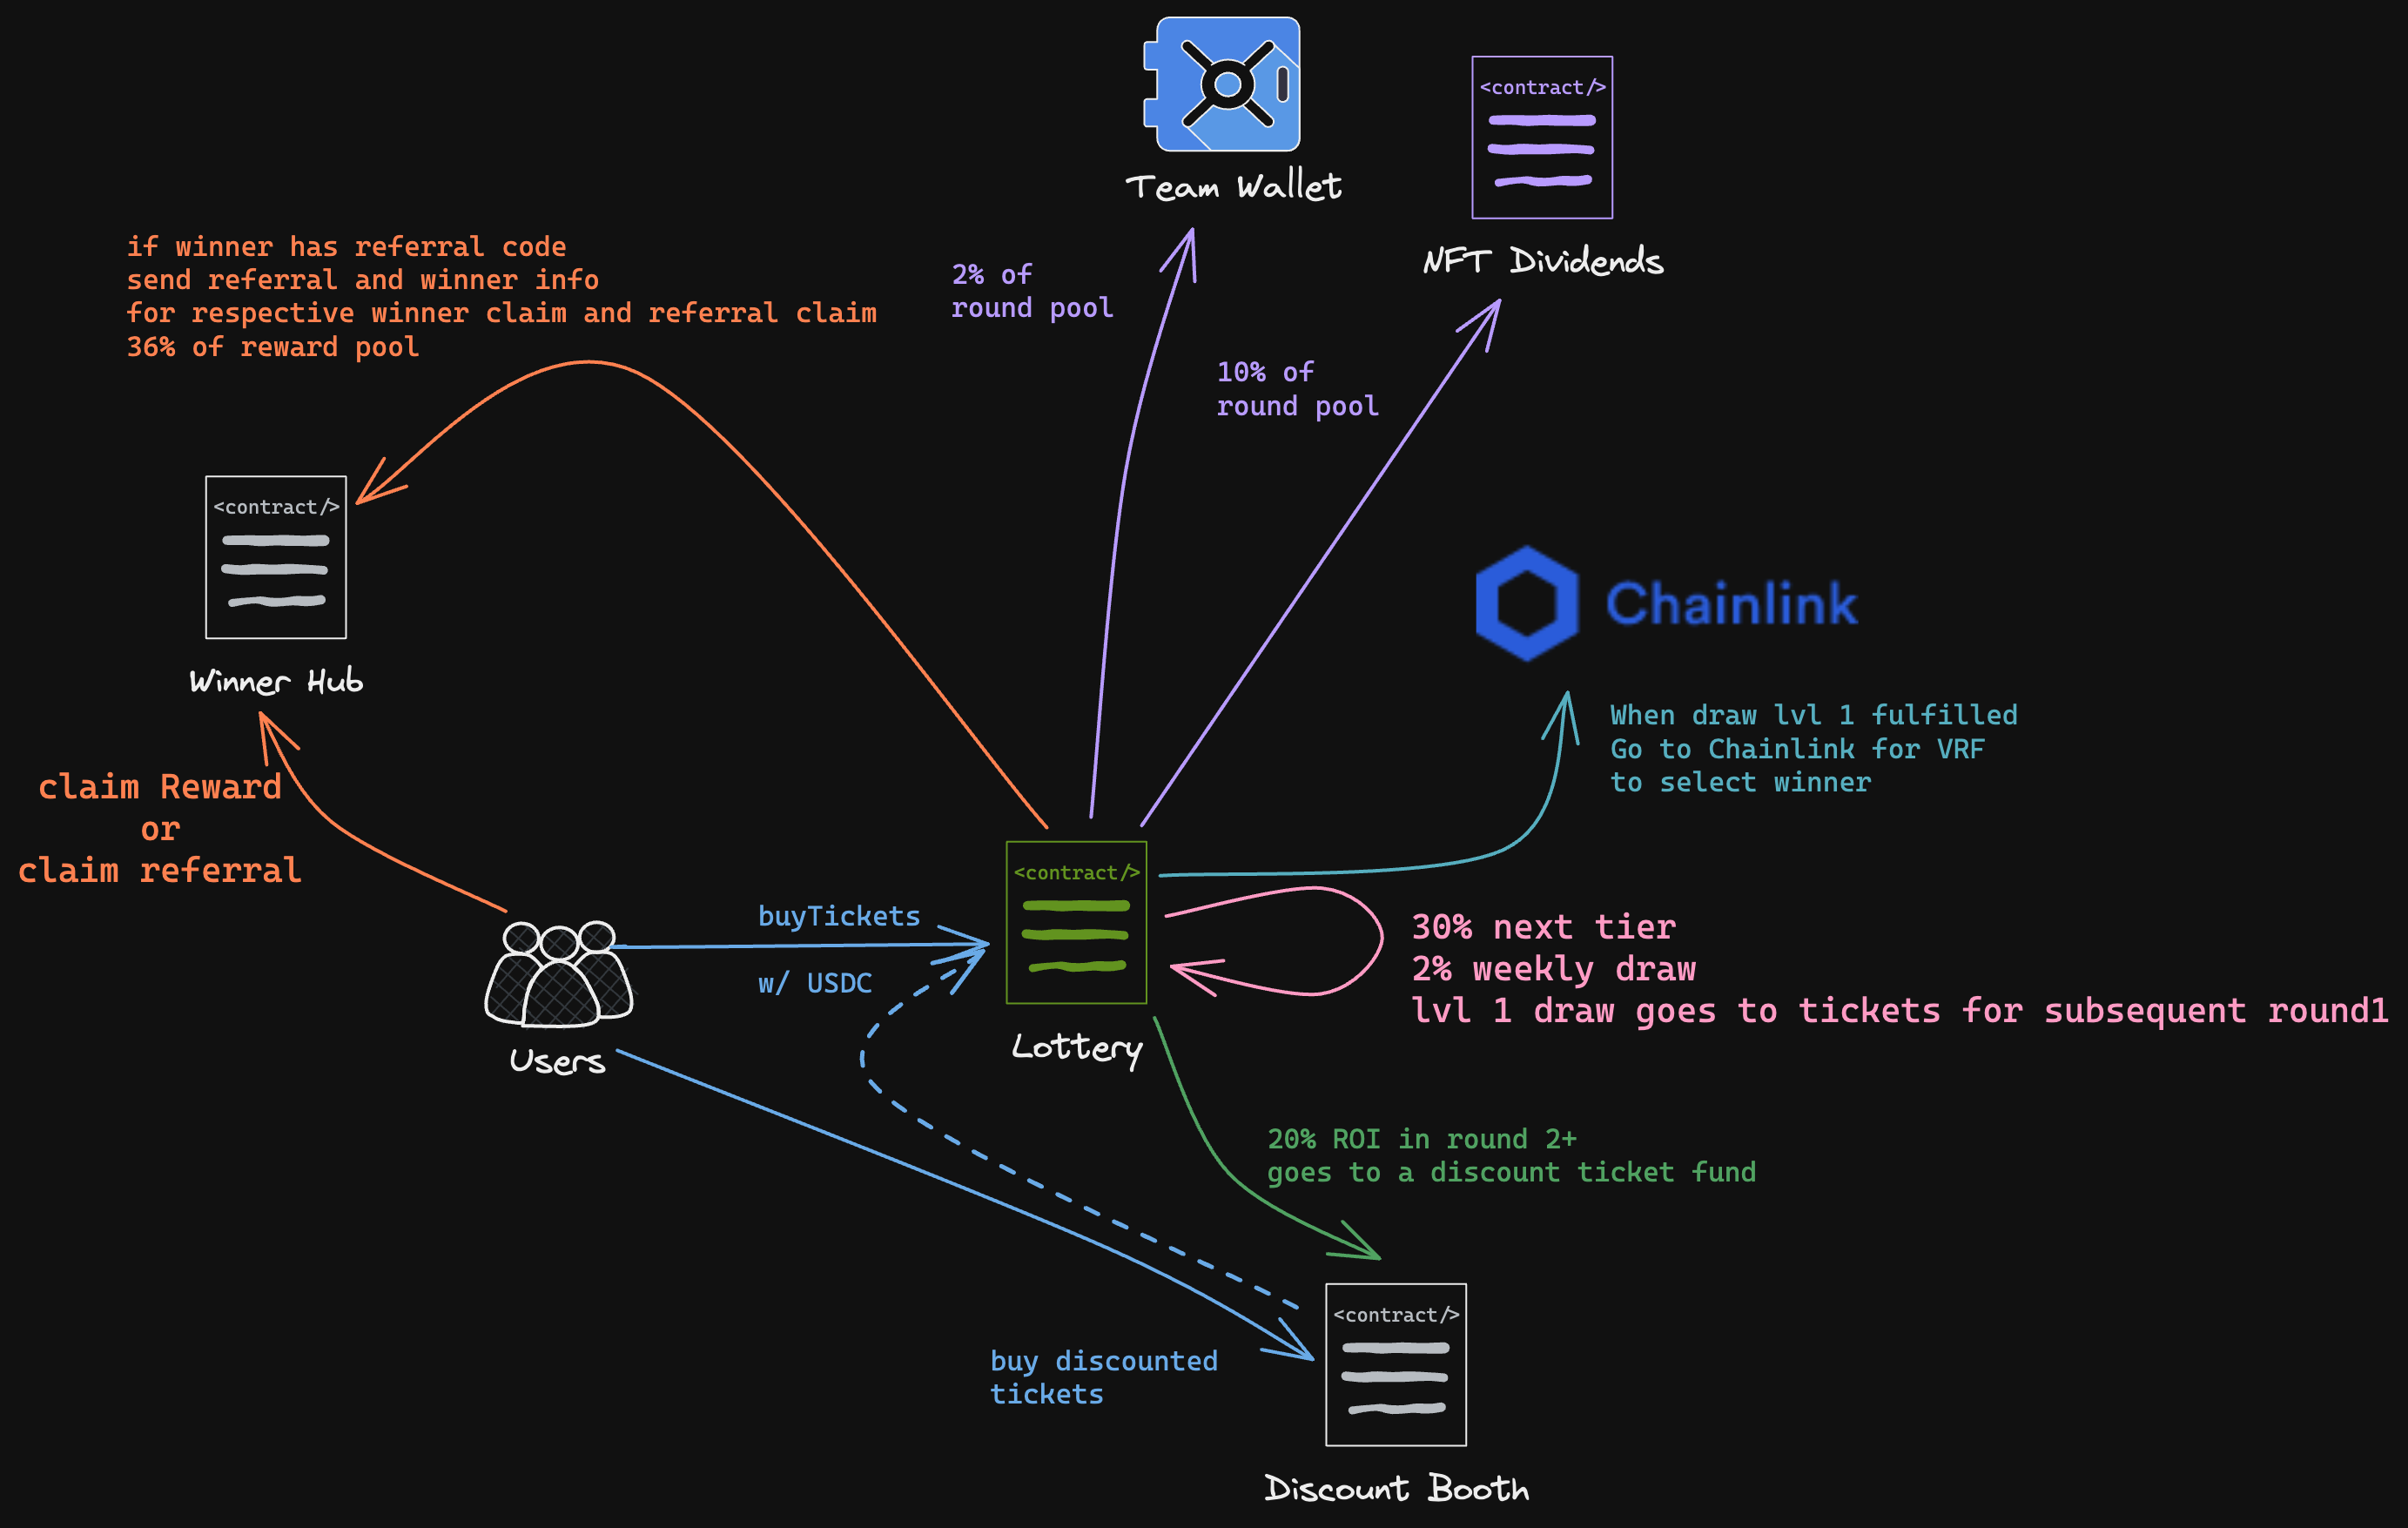 <contract/>
Team Wallet
NFT Dividends
if winner has referral code
send referral and winner info
for respective winner claim and referral claim
36% of reward pool
2% of
round pool
10% of
round pool
<contract/>
Winner Hub
Chainlink
When draw lvl 1 fulfilled
Go to Chainlink for VRF
to select winner
claim Reward
or
claim referral
buyTickets
w/ USDC
Users
<contract/>
Lottery
30% next tier
2% weekly draw
lvl 1 draw goes to tickets for subsequent round1
20% ROI in round 2+
goes to a discount ticket fund
buy discounted
tickets
<contract/>
Discount Booth